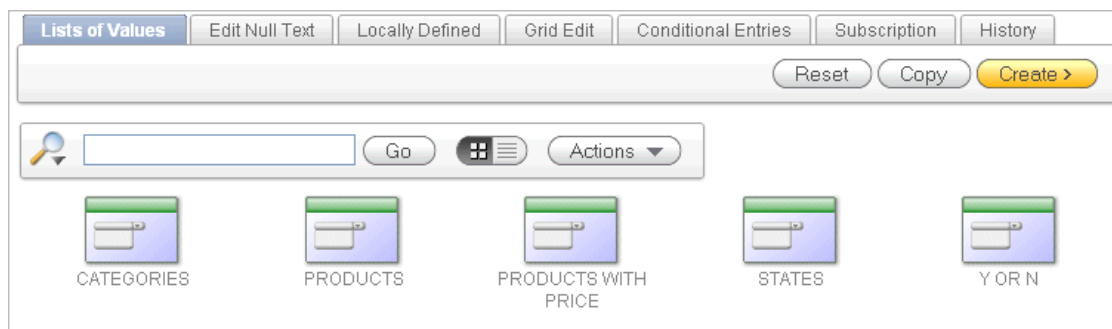 Lists of Values Edit Null Text Locally Defined Grid Edit Conditional Entries Subscription History
Reset Copy Create >
Go Actions
CATEGORIES PRODUCTS PRODUCTS WITH PRICE STATES Y OR N